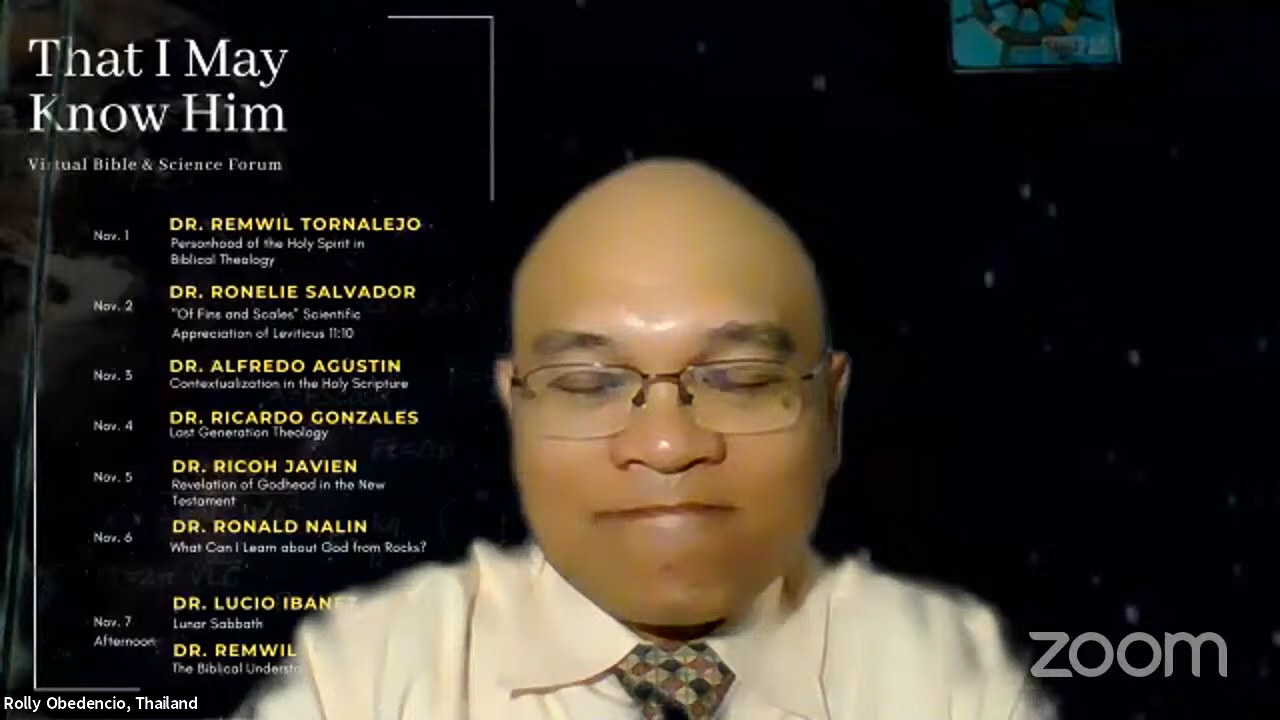 That I May
Know Him
Virtual Bible & Science Forum
Nov. 1
DR. REMWIL TORNALEJO
Personhood of the Holy Spirit in
Biblical Theology
Nov. 2
DR. RONELIE SALVADOR
"Of Fins and Scales" Scientific
Appreciation of Leviticus 11:10
Nov. 3
DR. ALFREDO AGUSTIN
Contextualization in the Holy Scripture
Nov. 4
DR. RICARDO GONZALES
Last Generation Theology
Nov. 5
DR. RICOH JAVIEN
Revelation of Godhead in the New
Testament
Nov. 6
DR. RONALD NALIN
What Can I Learn about God from Rocks?
Nov. 7
Afternoon
DR. LUCIO
Lunar Sabbath
DR. REMWIL
The Biblical
zoom
Rolly Obedencio, Thailand